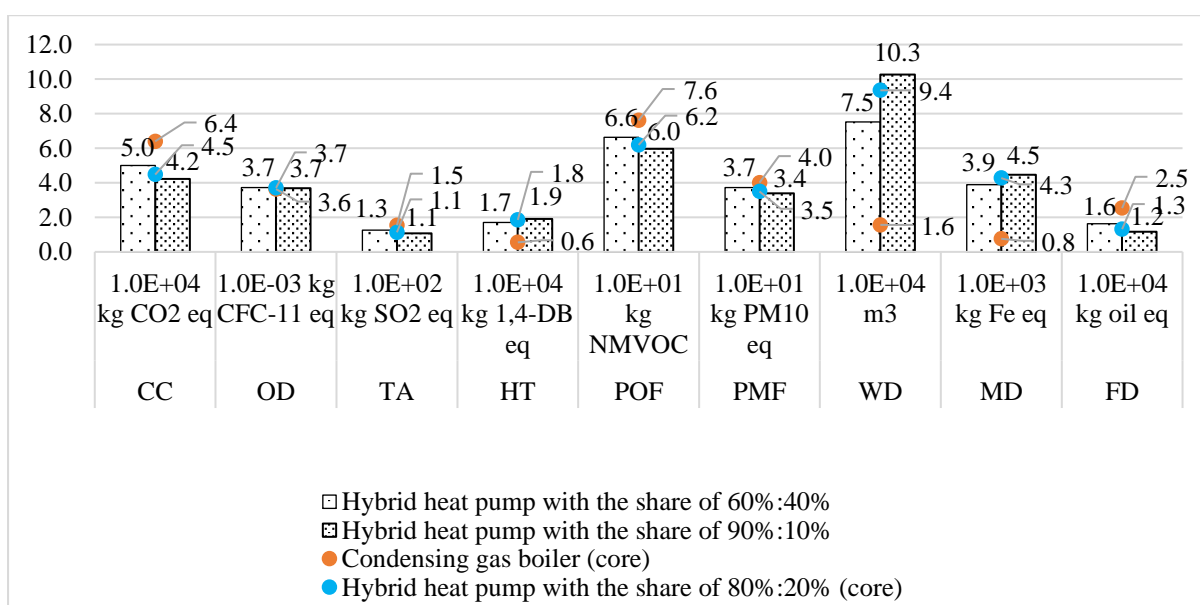 12.0
10.0
8.0
6.0
4.0
2.0
0.0
5.0
4.2
6.4
4.5
3.7
3.7
3.6
3.7
1.3
1.1
1.5
1.1
1.7
1.9
0.6
1.8
6.6
6.0
7.6
6.2
3.7
3.4
4.0
3.5
7.5
10.3
1.6
9.4
3.9
4.5
0.8
4.3
1.6
1.2
2.5
1.3
1.0E+04
kg CO2 eq
1.0E-03 kg
CFC-11 eq
1.0E+02
kg SO2 eq
1.0E+04
kg 1,4-DB
eq
1.0E+01
kg
NMVOC
1.0E+01
kg PM10
eq
1.0E+04
m3
1.0E+03
kg Fe eq
1.0E+04
kg oil eq
CC
OD
TA
HT
POF
PMF
WD
MD
FD
Hybrid heat pump with the share of 60%:40%
Hybrid heat pump with the share of 90%:10%
Condensing gas boiler (core)
Hybrid heat pump with the share of 80%:20% (core)